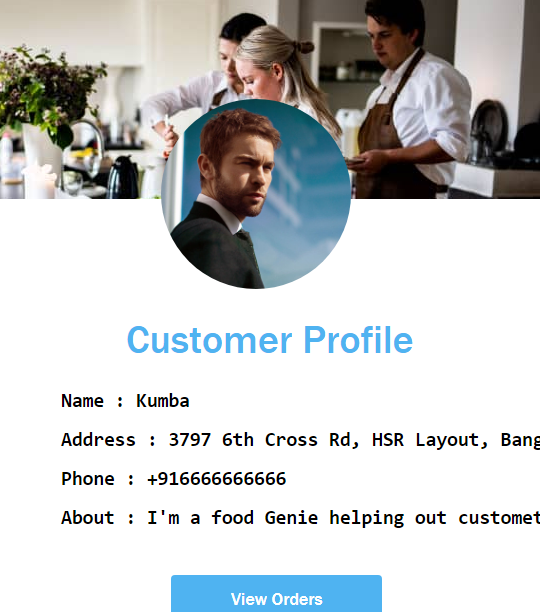 Customer Profile
Name : Kumba
Address : 3797 6th Cross Rd, HSR Layout, Bang
Phone : +916666666666
About : I'm a food Genie helping out customet
View Orders